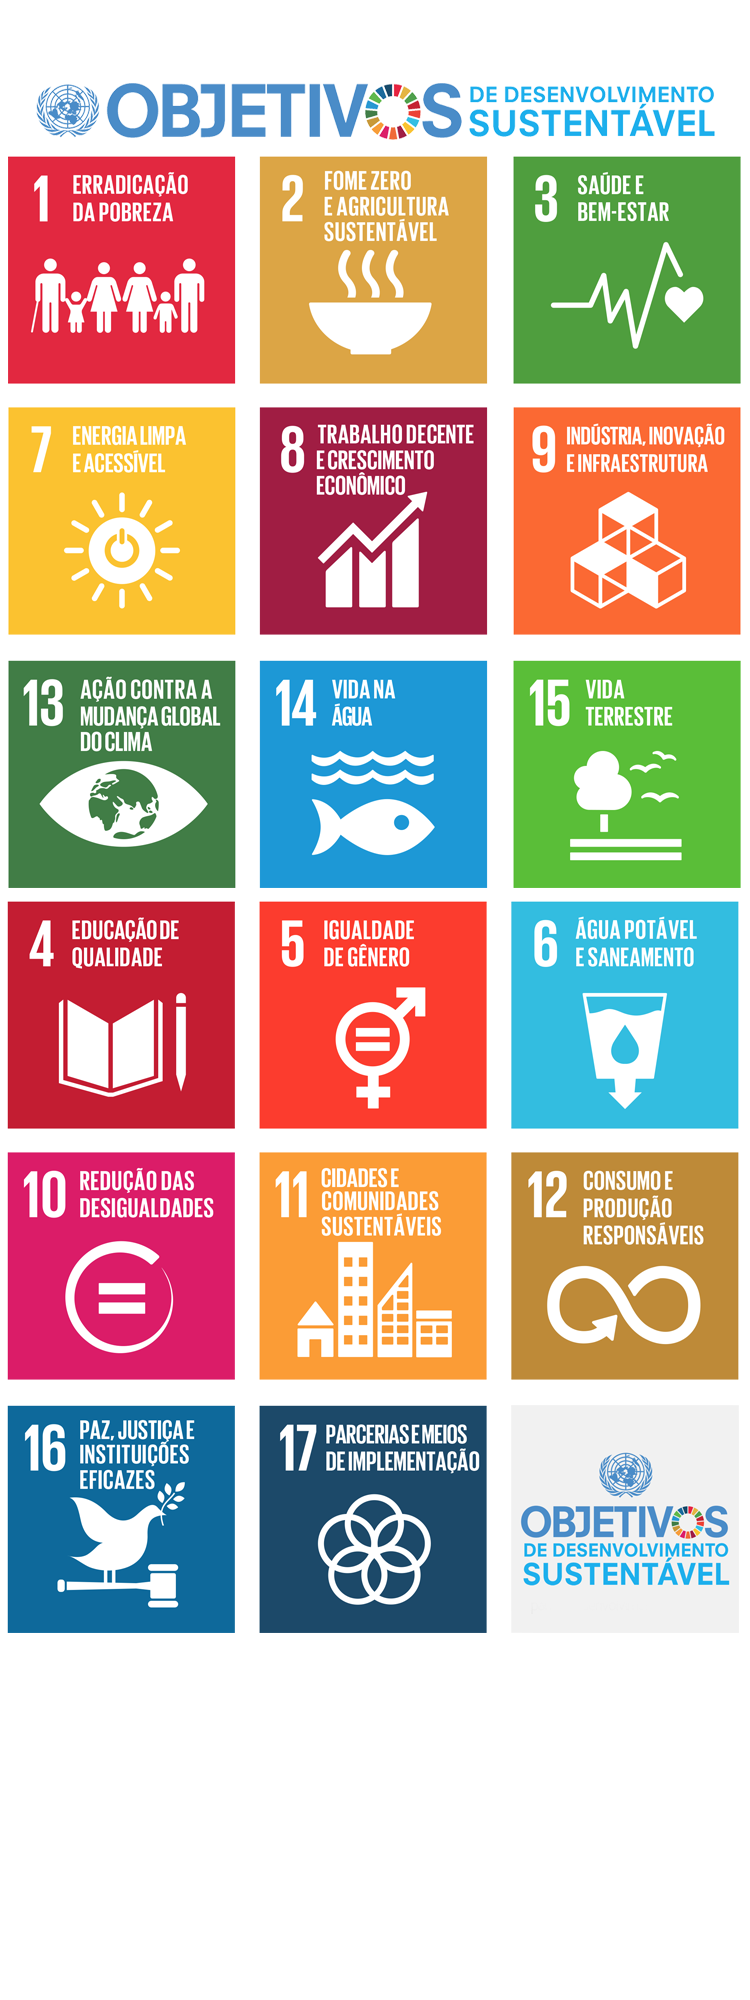 OBJETIVOS
DE DESENVOLVIMENTO
SUSTENTÁVEL
1
ERRADICAÇÃO
DA POBREZA
2
FOME ZERO
E AGRICULTURA
SUSTENTÁVEL
3
SAÚDE E
BEM-ESTAR
7
ENERGIA LIMPA
E ACESSÍVEL
8
TRABALHO DECENTE
E CRESCIMENTO
ECONÔMICO
9
INDÚSTRIA, INOVAÇÃO
E INFRAESTRUTURA
13
AÇÃO CONTRA A
MUDANÇA GLOBAL
DO CLIMA
14
VIDA NA
ÁGUA
15
VIDA
TERRESTRE
4
EDUCAÇÃO DE
QUALIDADE
5
IGUALDADE
DE GÊNERO
6
ÁGUA POTÁVEL
E SANEAMENTO
10
REDUÇÃO DAS
DESIGUALDADES
11
CIDADES E
COMUNIDADES
SUSTENTÁVEIS
12
CONSUMO E
PRODUÇÃO
RESPONSÁVEIS
16
PAZ, JUSTIÇA E
INSTITUIÇÕES
EFICAZES
17
PARCERIAS E MEIOS
DE IMPLEMENTAÇÃO
OBJETIVOS
DE DESENVOLVIMENTO
SUSTENTÁVEL